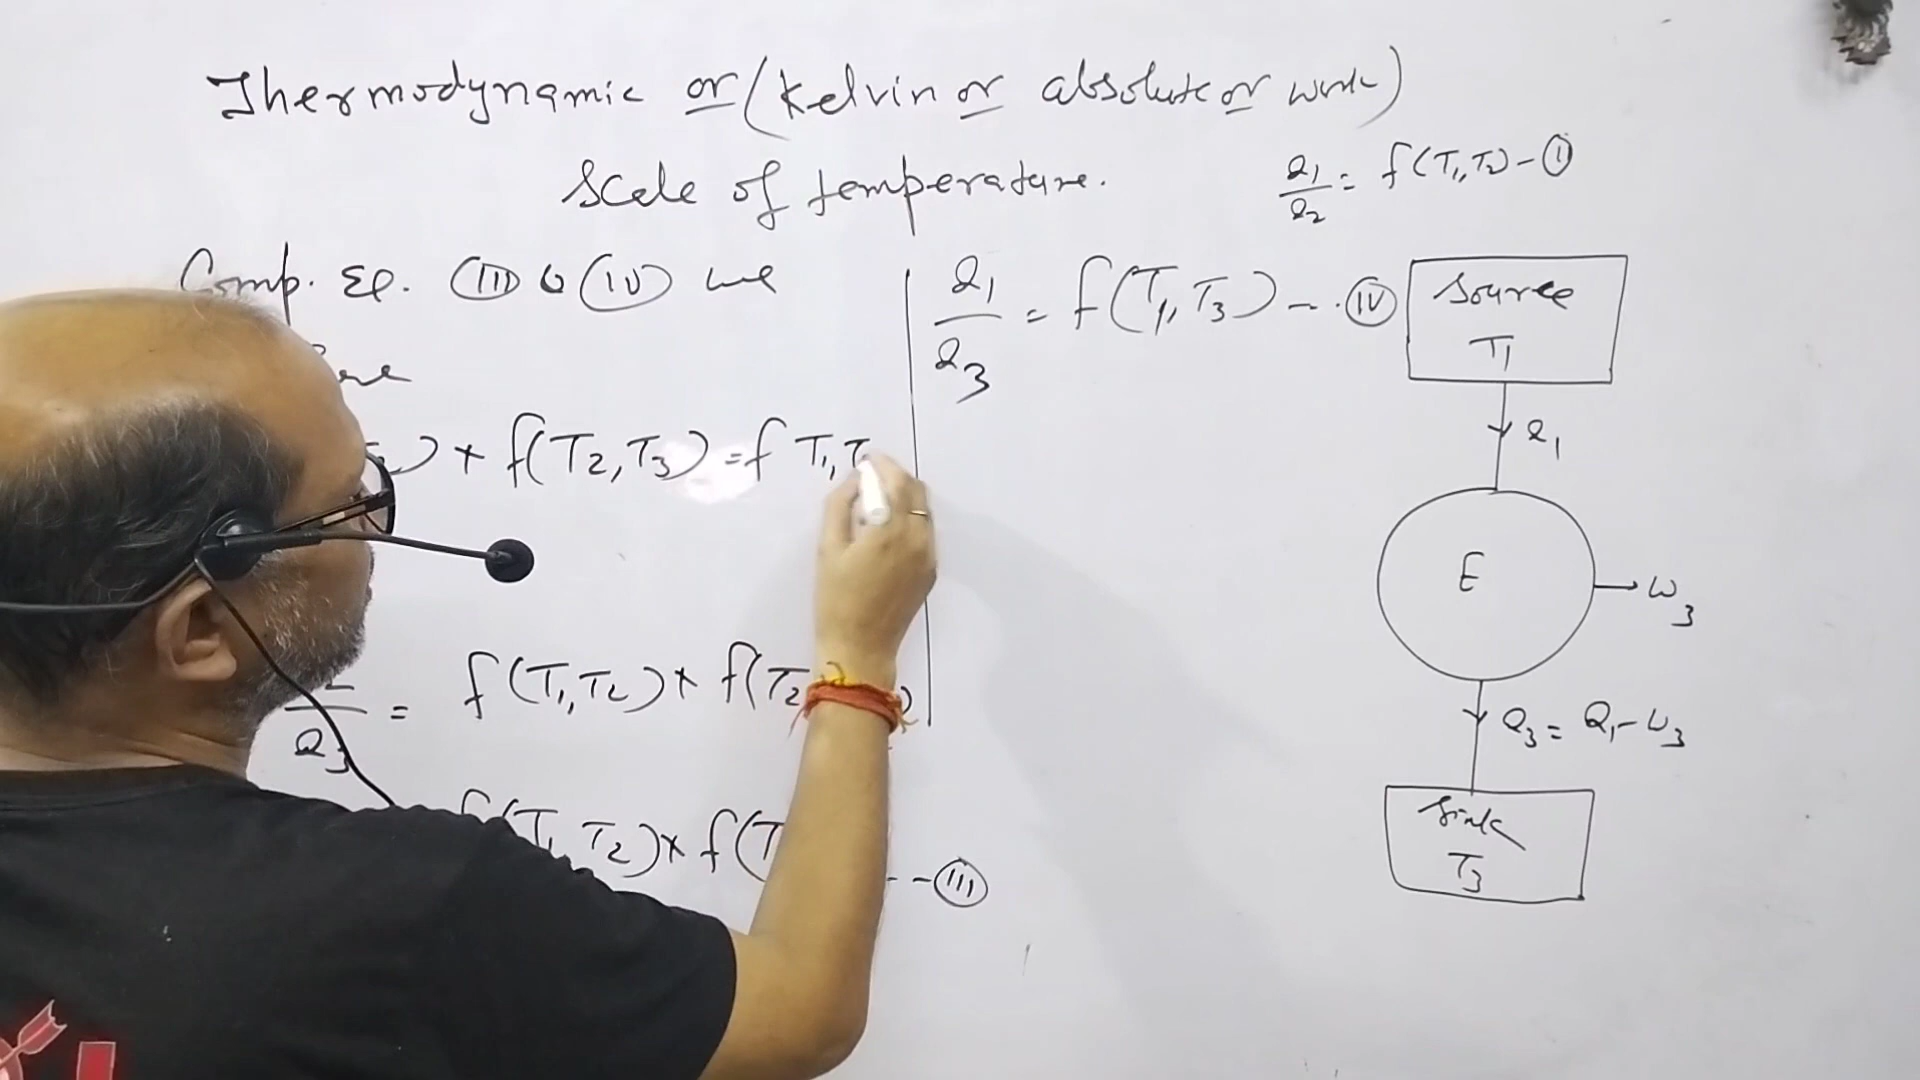 Thermodynamic or (Kelvin or absolute or work)
Scale of temperature.
Q1/Q2 = f(T1,T2) - (I)
Comp. Eq. (III) & (IV) we
) × f(T2,T3) = f T1,T
= f(T1,T2) × f(T2
Q3
f(T1 T2) × f(T -- (III)
Q1/Q3 = f(T1,T3) -- (IV)
Source
T1
Q1
E
W3
Q3 = Q1-W3
Sink
T3